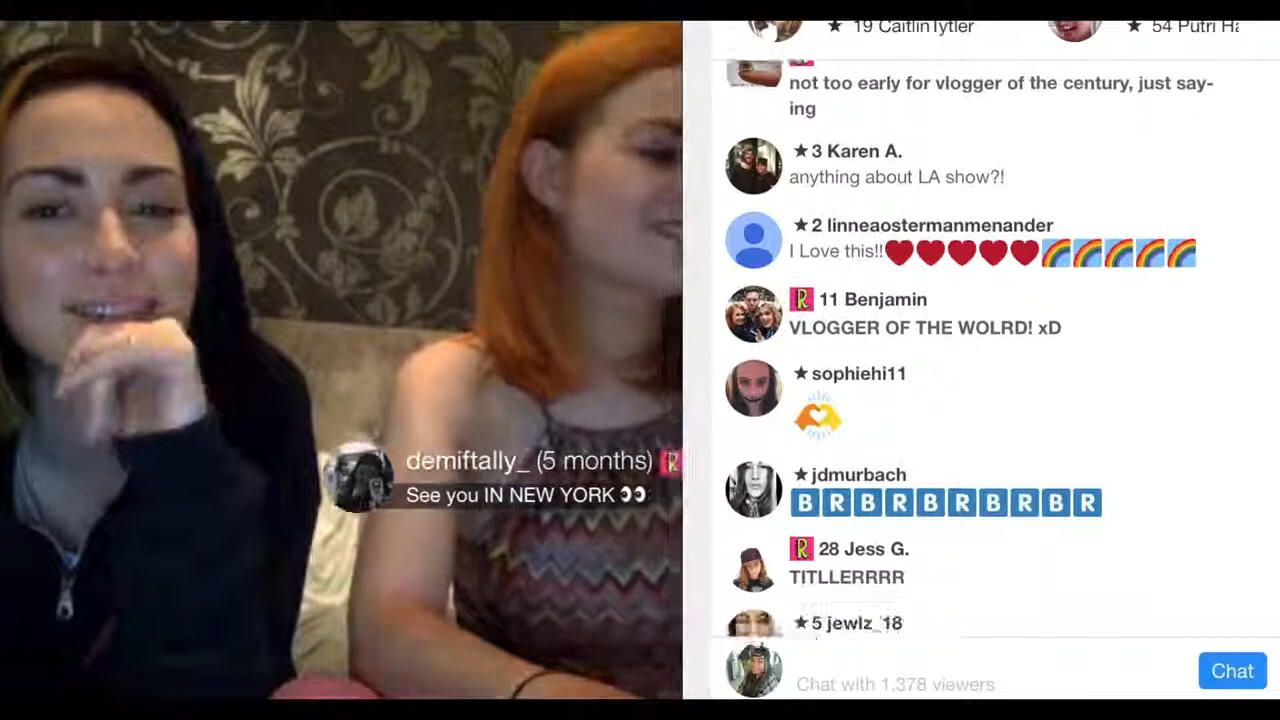 ★ 19 CaitlinTytler
★ 54 Putri Ha
not too early for vlogger of the century, just say-
ing
★3 Karen A.
anything about LA show?!
★2 linneaostermanmenander
I Love this!!❤️❤️❤️❤️❤️🌈🌈🌈🌈🌈
R 11 Benjamin
VLOGGER OF THE WOLRD! xD
★sophiehi11
★jdmurbach
BRBRBRBRBR
R 28 Jess G.
TITLLERRRR
★5 jewlz_18
demiftally_ (5 months) R
See you IN NEW YORK 👀
Chat with 1,378 viewers
Chat